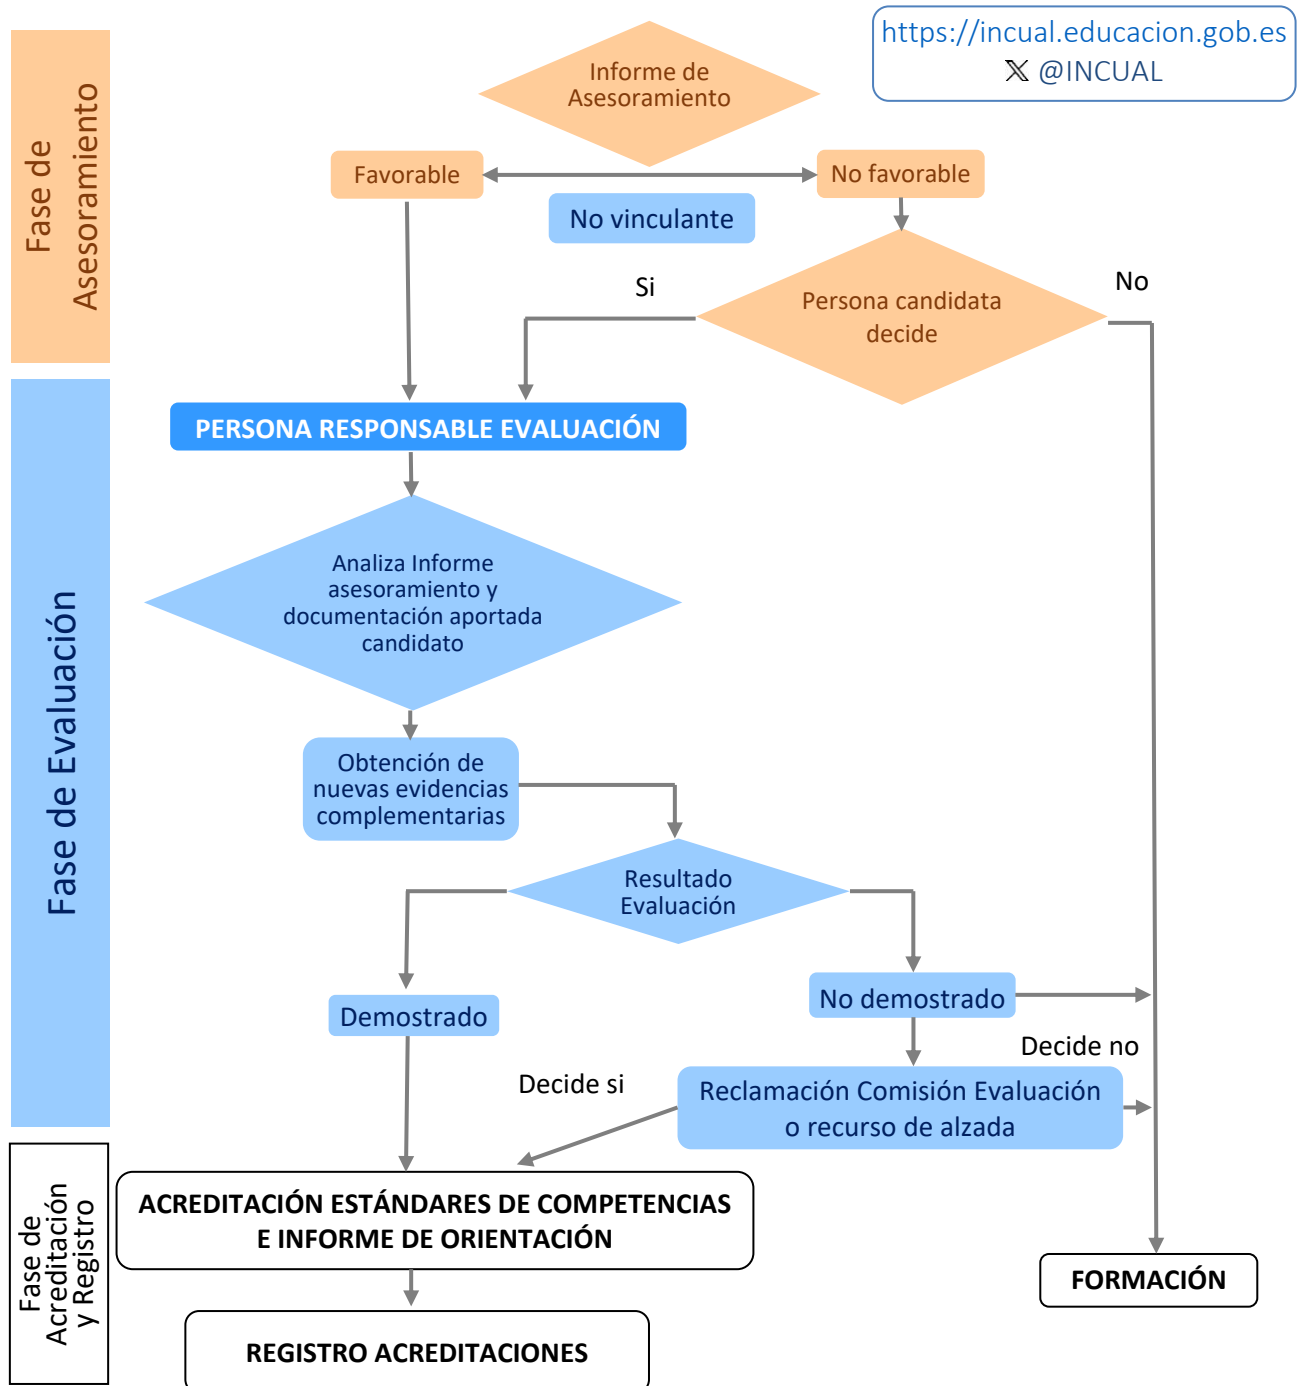 https://incual.educacion.gob.es
𝕏 @INCUAL
Fase de
Asesoramiento
Informe de
Asesoramiento
Favorable
No favorable
No vinculante
Si
No
Persona candidata
decide
Fase de Evaluación
PERSONA RESPONSABLE EVALUACIÓN
Analiza Informe
asesoramiento y
documentación aportada
candidato
Obtención de
nuevas evidencias
complementarias
Resultado
Evaluación
Demostrado
No demostrado
Decide no
Decide si
Reclamación Comisión Evaluación
o recurso de alzada
Fase de
Acreditación
y Registro
ACREDITACIÓN ESTÁNDARES DE COMPETENCIAS
E INFORME DE ORIENTACIÓN
FORMACIÓN
REGISTRO ACREDITACIONES